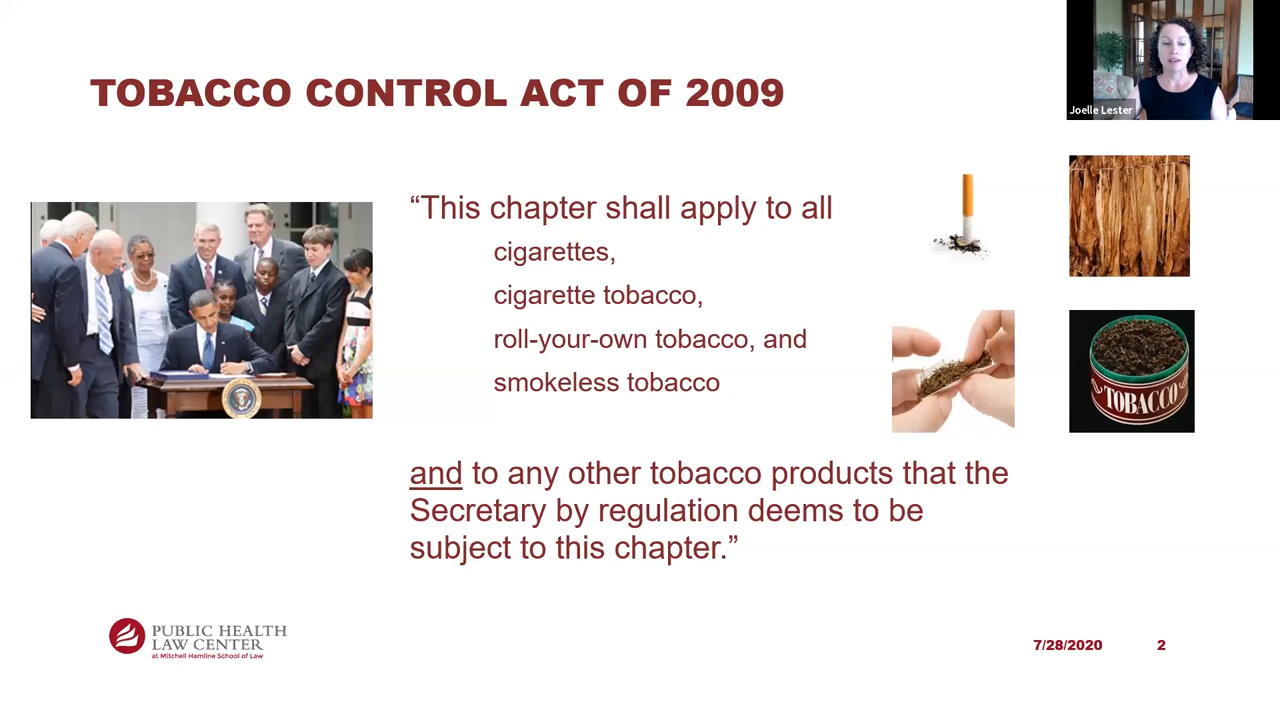 TOBACCO CONTROL ACT OF 2009
Joelle Lester
“This chapter shall apply to all
cigarettes,
cigarette tobacco,
roll-your-own tobacco, and
smokeless tobacco
TOBACCO
and to any other tobacco products that the
Secretary by regulation deems to be
subject to this chapter.”
PUBLIC HEALTH
LAW CENTER
at Mitchell Hamline School of Law
7/28/2020 2